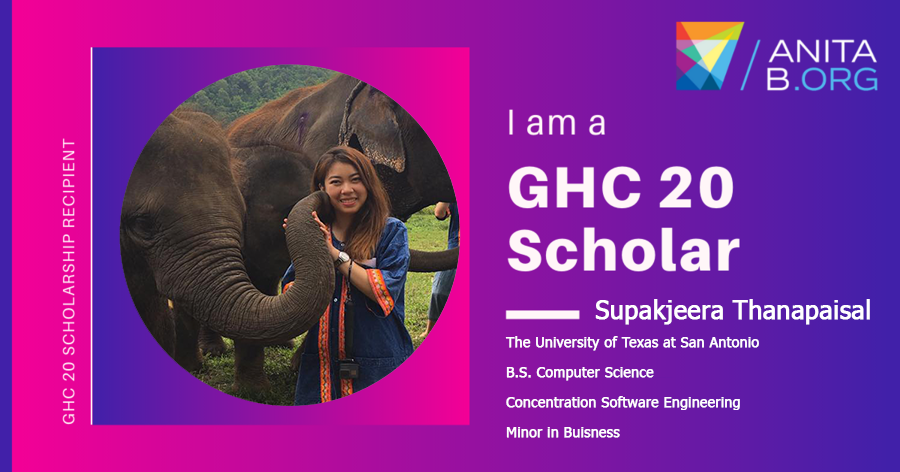 GHC 20 SCHOLARSHIP RECIPIENT
ANITA
B.ORG
I am a
GHC 20
Scholar
Supakjeera Thanapaisal
The University of Texas at San Antonio
B.S. Computer Science
Concentration Software Engineering
Minor in Buisness